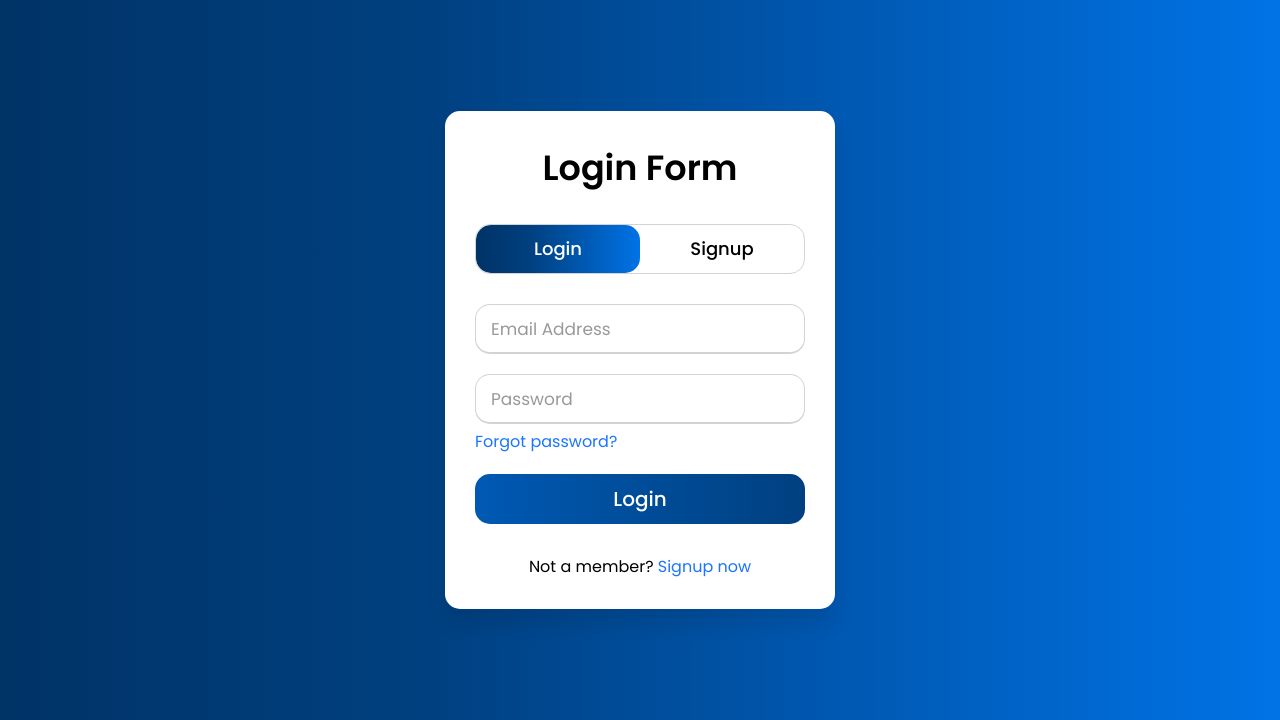 Login Form
Login Signup
Email Address
Password
Forgot password?
Login
Not a member? Signup now